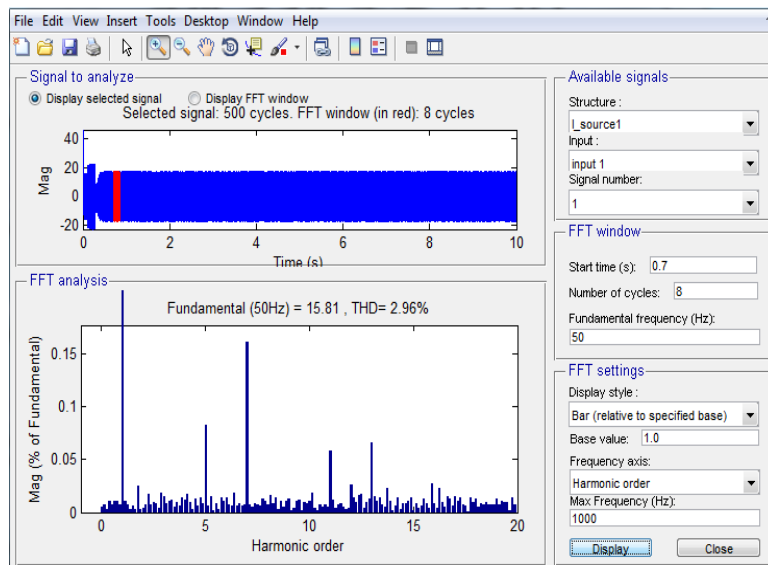 File Edit View Insert Tools Desktop Window Help
Signal to analyze
Display selected signal Display FFT window
Selected signal: 500 cycles. FFT window (in red): 8 cycles
40
20
0
-20
Mag
0 2 4 6 8 10
Time (s)
FFT analysis
Fundamental (50Hz) = 15.81 , THD= 2.96%
0.15
0.1
0.05
0
Mag (% of Fundamental)
0 5 10 15 20
Harmonic order
Available signals
Structure :
I_source1
Input :
input 1
Signal number:
1
FFT window
Start time (s): 0.7
Number of cycles: 8
Fundamental frequency (Hz):
50
FFT settings
Display style :
Bar (relative to specified base)
Base value: 1.0
Frequency axis:
Harmonic order
Max Frequency (Hz):
1000
Display Close